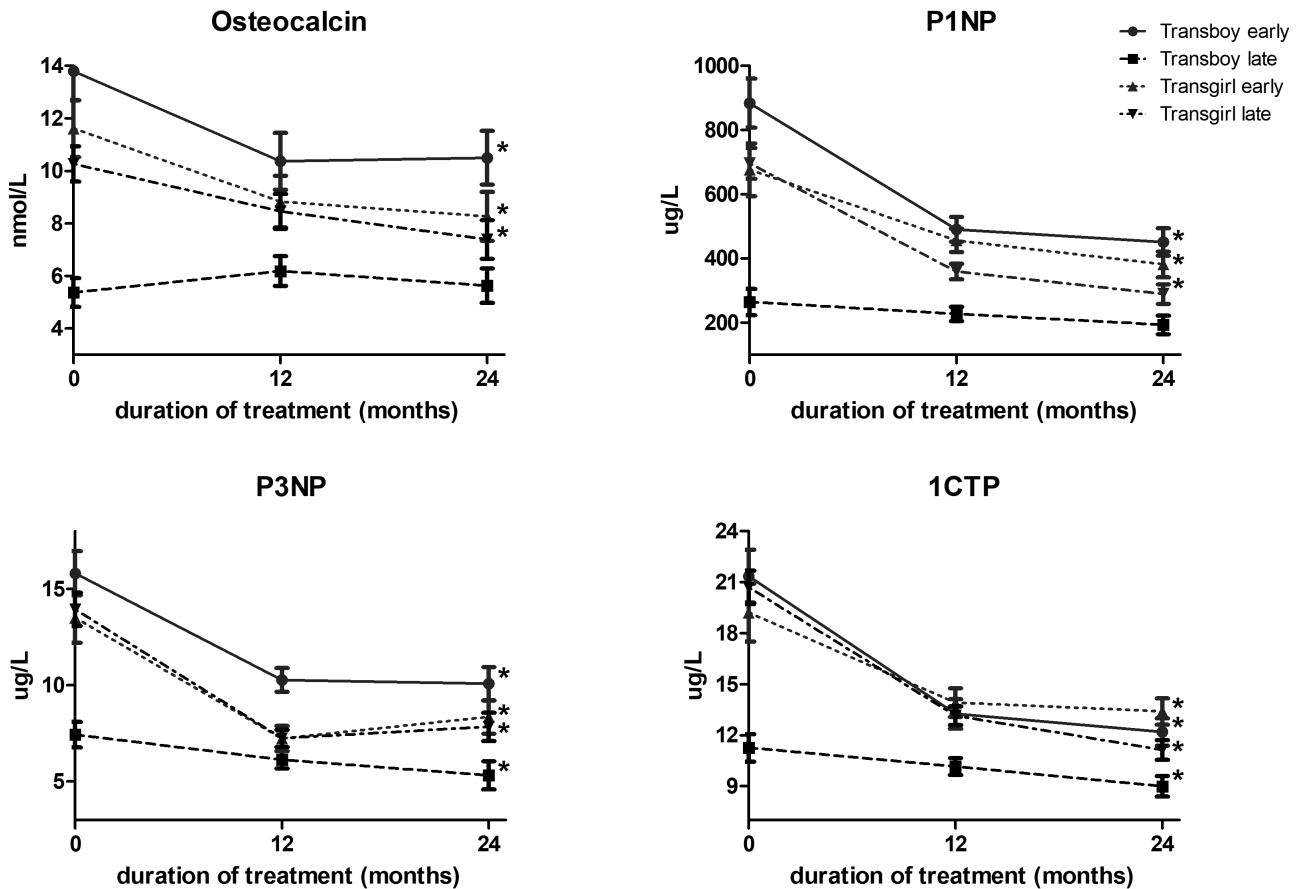 Osteocalcin
14
12
10
8
6
4
nmol/L
0
12
24
*
*
*
duration of treatment (months)
P1NP
1000
800
600
400
200
ug/L
0
12
24
*
*
*
duration of treatment (months)
Transboy early
Transboy late
Transgirl early
Transgirl late
P3NP
15
10
5
ug/L
0
12
24
*
*
*
*
duration of treatment (months)
1CTP
24
21
18
15
12
9
ug/L
0
12
24
*
*
*
*
duration of treatment (months)